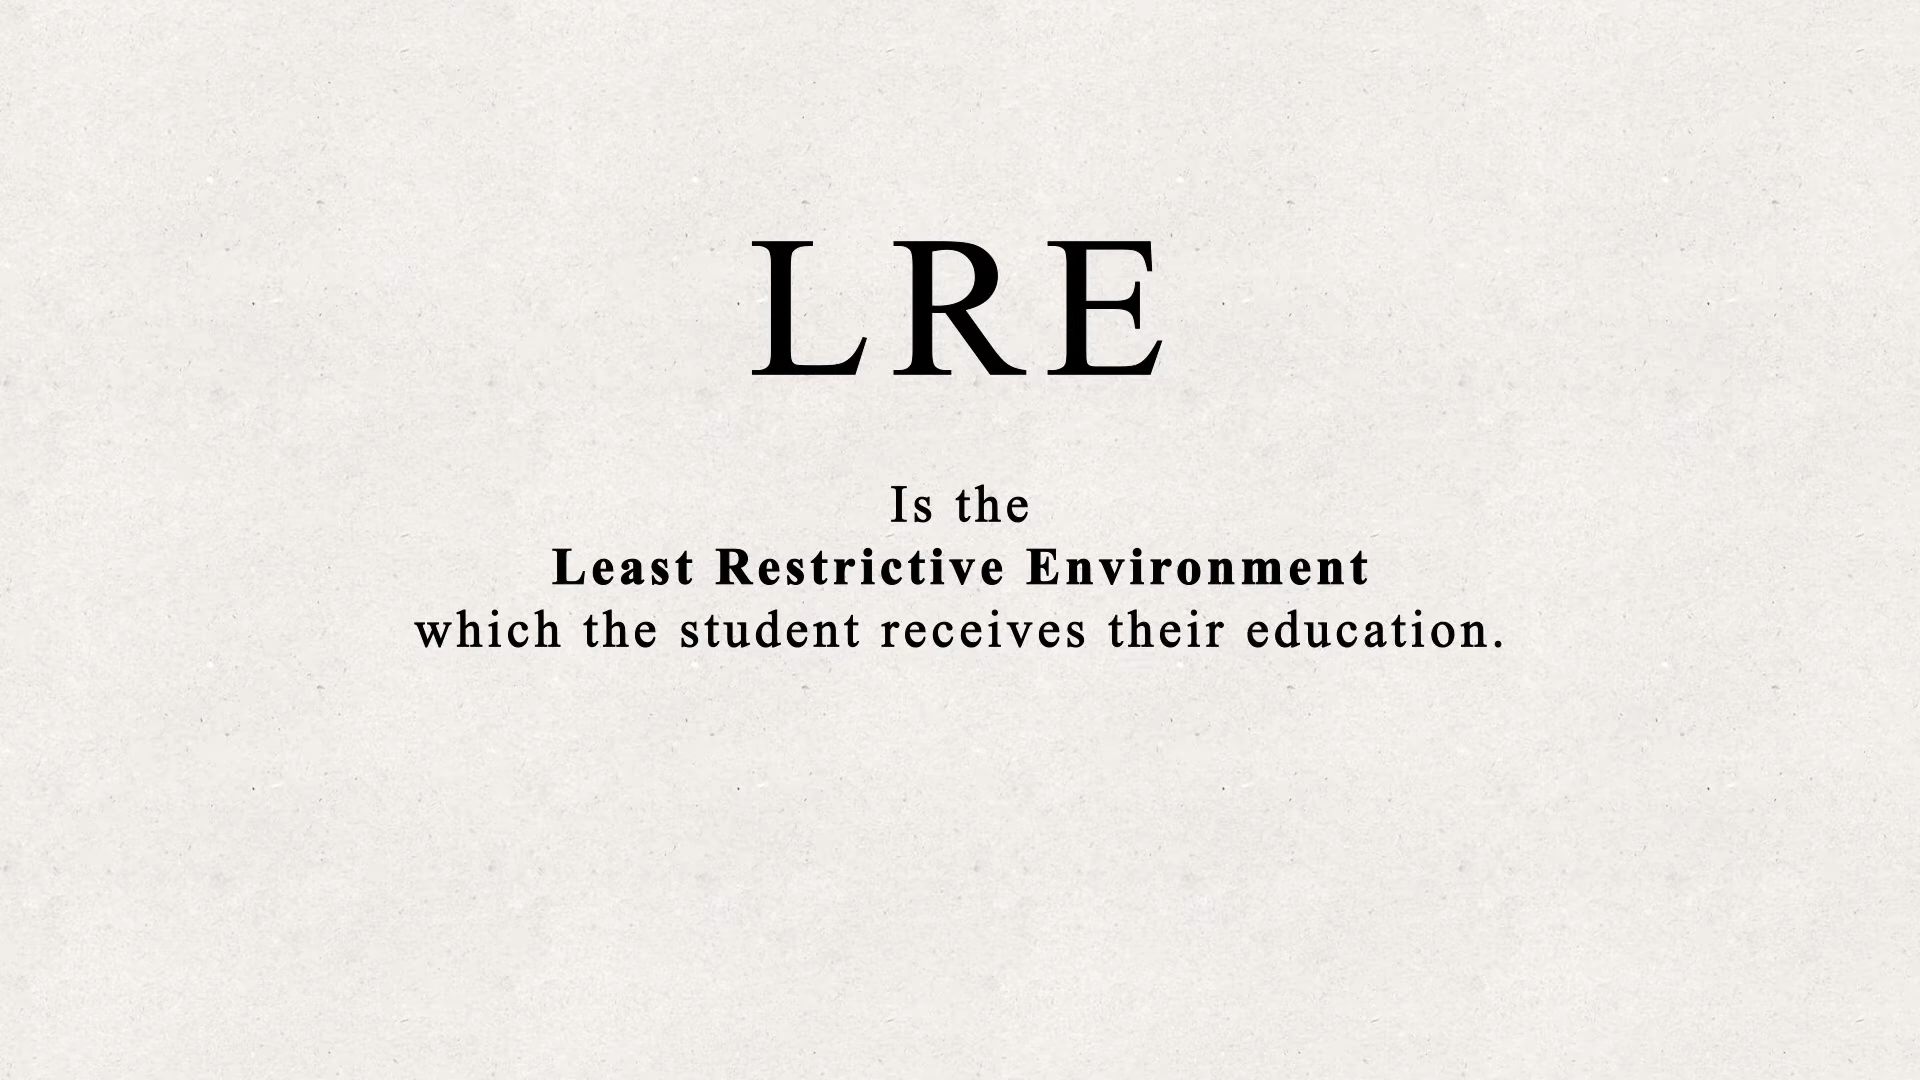 LRE
Is the
Least Restrictive Environment
which the student receives their education.